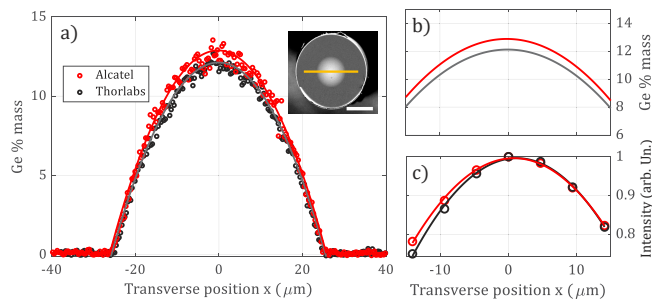 a)
15
10
5
0
Ge % mass
Alcatel
Thorlabs
-40
-20
0
20
40
Transverse position x ( μm)
b)
14
12
10
8
6
Ge % mass
c)
1
0.9
0.8
Intensity (arb. Un.)
-10
0
10
Transverse position x ( μm)